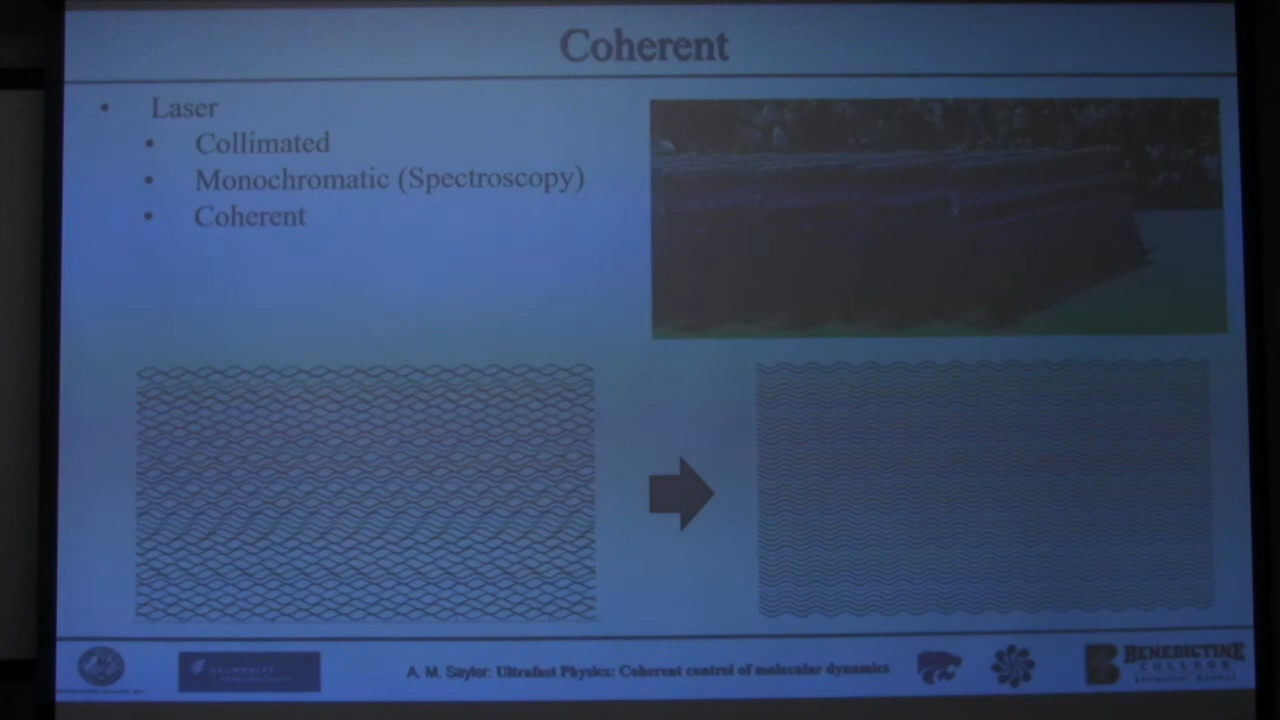 Coherent
Laser
Collimated
Monochromatic (Spectroscopy)
Coherent
A. M. Sayler: Ultrafast Physics: Coherent control of molecular dynamics
BENEDICTINE
COLLEGE